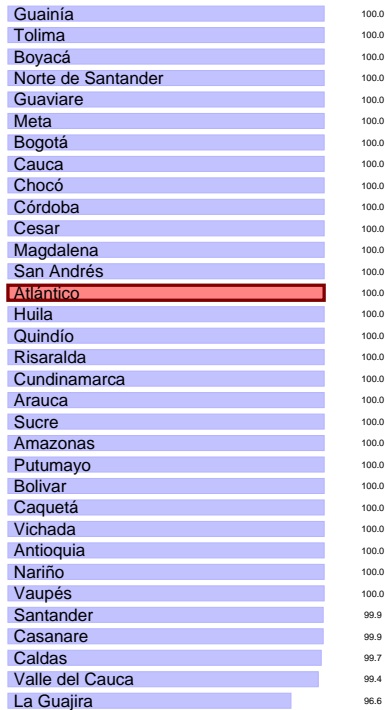 Guainía 100.0
Tolima 100.0
Boyacá 100.0
Norte de Santander 100.0
Guaviare 100.0
Meta 100.0
Bogotá 100.0
Cauca 100.0
Chocó 100.0
Córdoba 100.0
Cesar 100.0
Magdalena 100.0
San Andrés 100.0
Atlántico 100.0
Huila 100.0
Quindío 100.0
Risaralda 100.0
Cundinamarca 100.0
Arauca 100.0
Sucre 100.0
Amazonas 100.0
Putumayo 100.0
Bolivar 100.0
Caquetá 100.0
Vichada 100.0
Antioquia 100.0
Nariño 100.0
Vaupés 100.0
Santander 99.9
Casanare 99.9
Caldas 99.7
Valle del Cauca 99.4
La Guajira 96.6